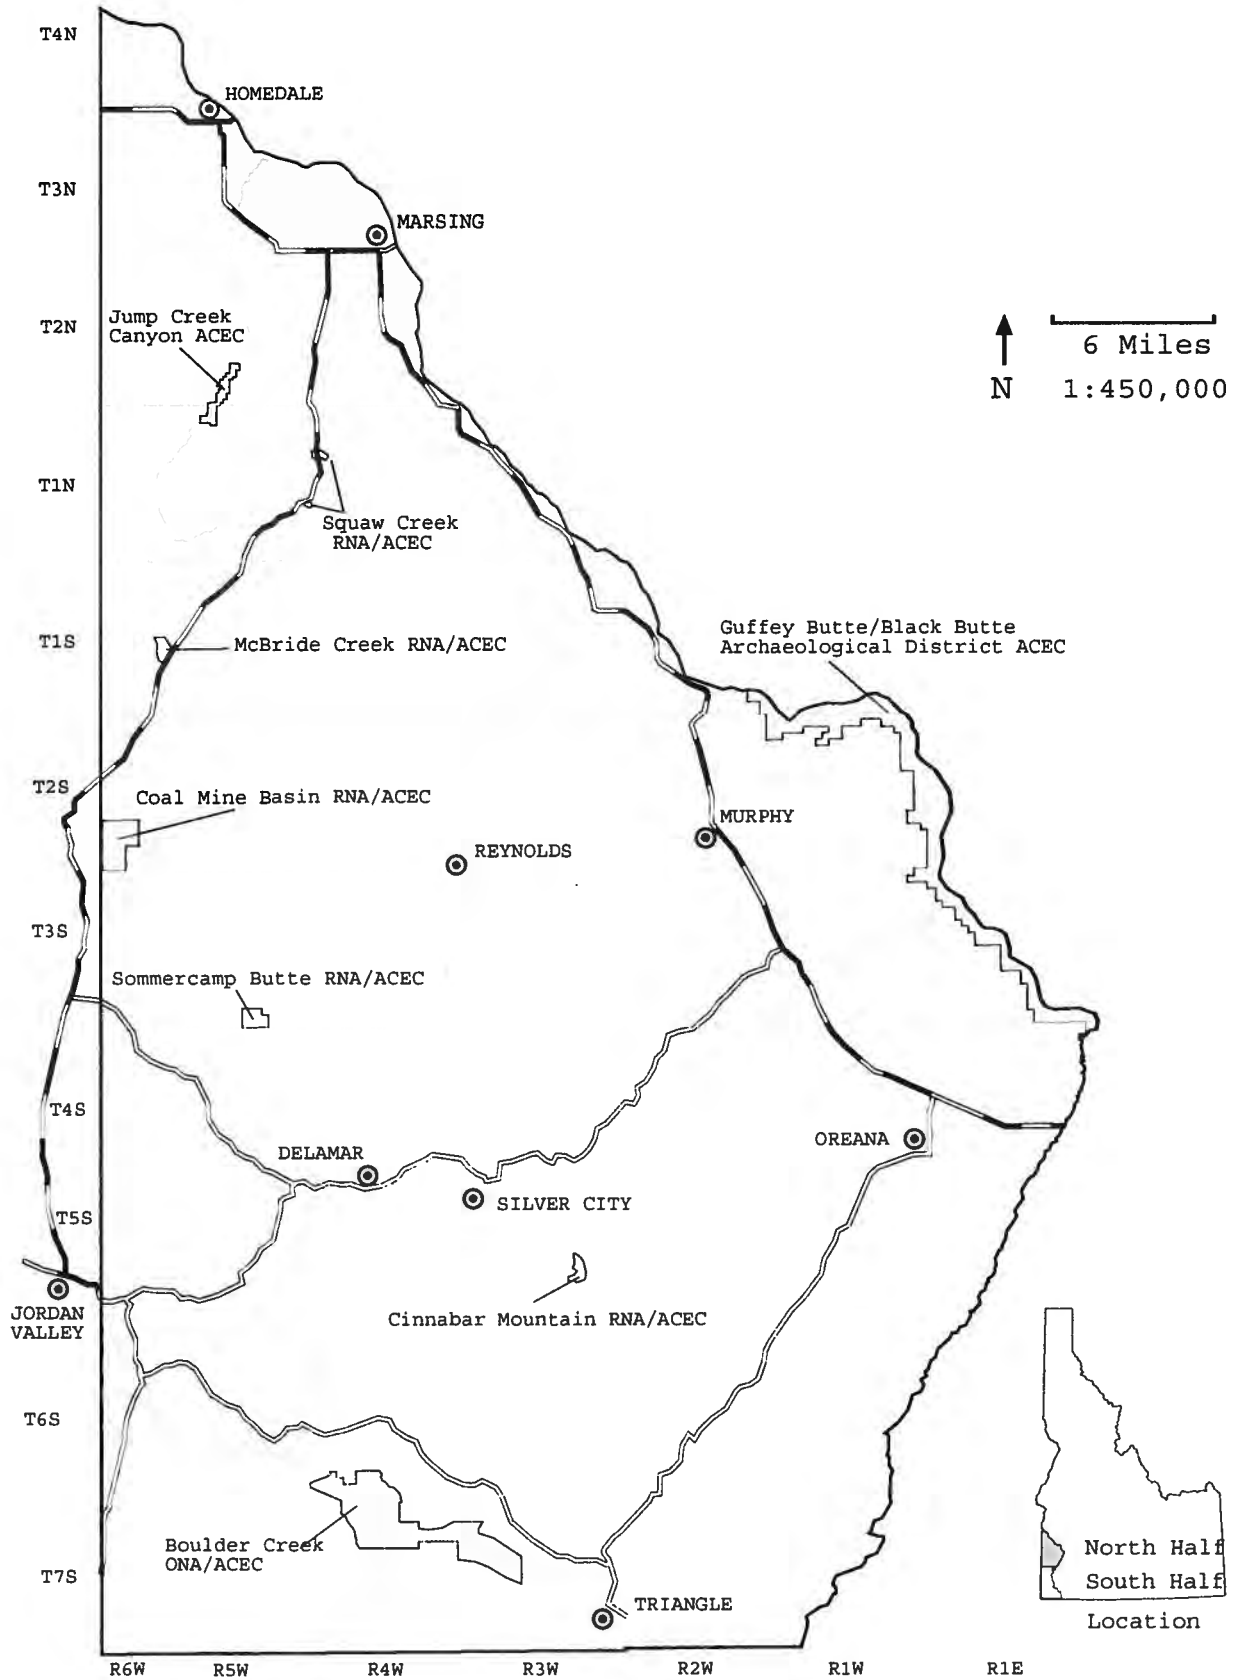 T4N
HOMEDALE
T3N
MARSING
Jump Creek
Canyon ACEC
T2N
6 Miles
N 1:450,000
T1N
Squaw Creek
RNA/ACEC
T1S
McBride Creek RNA/ACEC
Guffey Butte/Black Butte
Archaeological District ACEC
T2S
Coal Mine Basin RNA/ACEC
MURPHY
REYNOLDS
T3S
Sommercamp Butte RNA/ACEC
T4S
DELAMAR
OREANA
SILVER CITY
T5S
JORDAN
VALLEY
Cinnabar Mountain RNA/ACEC
T6S
Boulder Creek
ONA/ACEC
North Half
South Half
Location
T7S
TRIANGLE
R6W R5W R4W R3W R2W R1W R1E